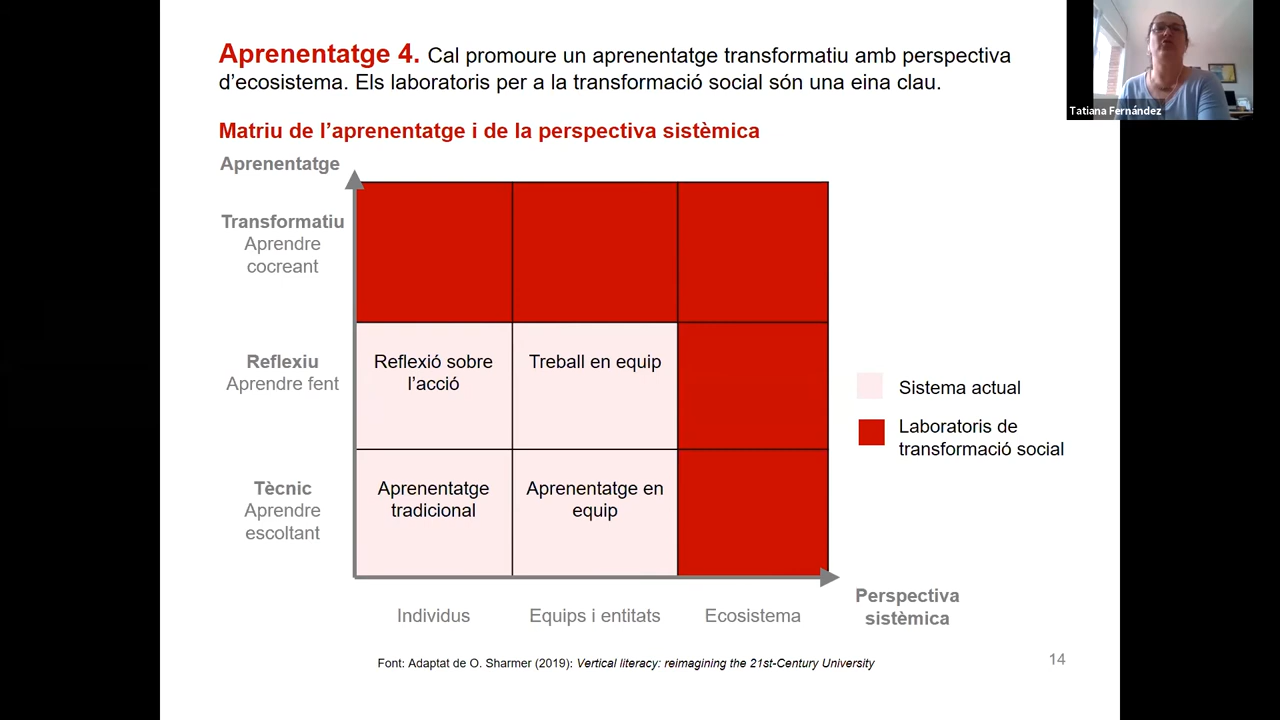 Aprenentatge 4. Cal promoure un aprenentatge transformatiu amb perspectiva
d’ecosistema. Els laboratoris per a la transformació social són una eina clau.
Tatiana Fernández
Matriu de l’aprenentatge i de la perspectiva sistèmica
Aprenentatge
Transformatiu
Aprendre
cocreant
Reflexiu
Aprendre fent
Reflexió sobre
l’acció
Treball en equip
Sistema actual
Laboratoris de
transformació social
Tècnic
Aprendre
escoltant
Aprenentatge
tradicional
Aprenentatge en
equip
Perspectiva
sistèmica
Individus
Equips i entitats
Ecosistema
Font: Adaptat de O. Sharmer (2019): Vertical literacy: reimagining the 21st-Century University
14